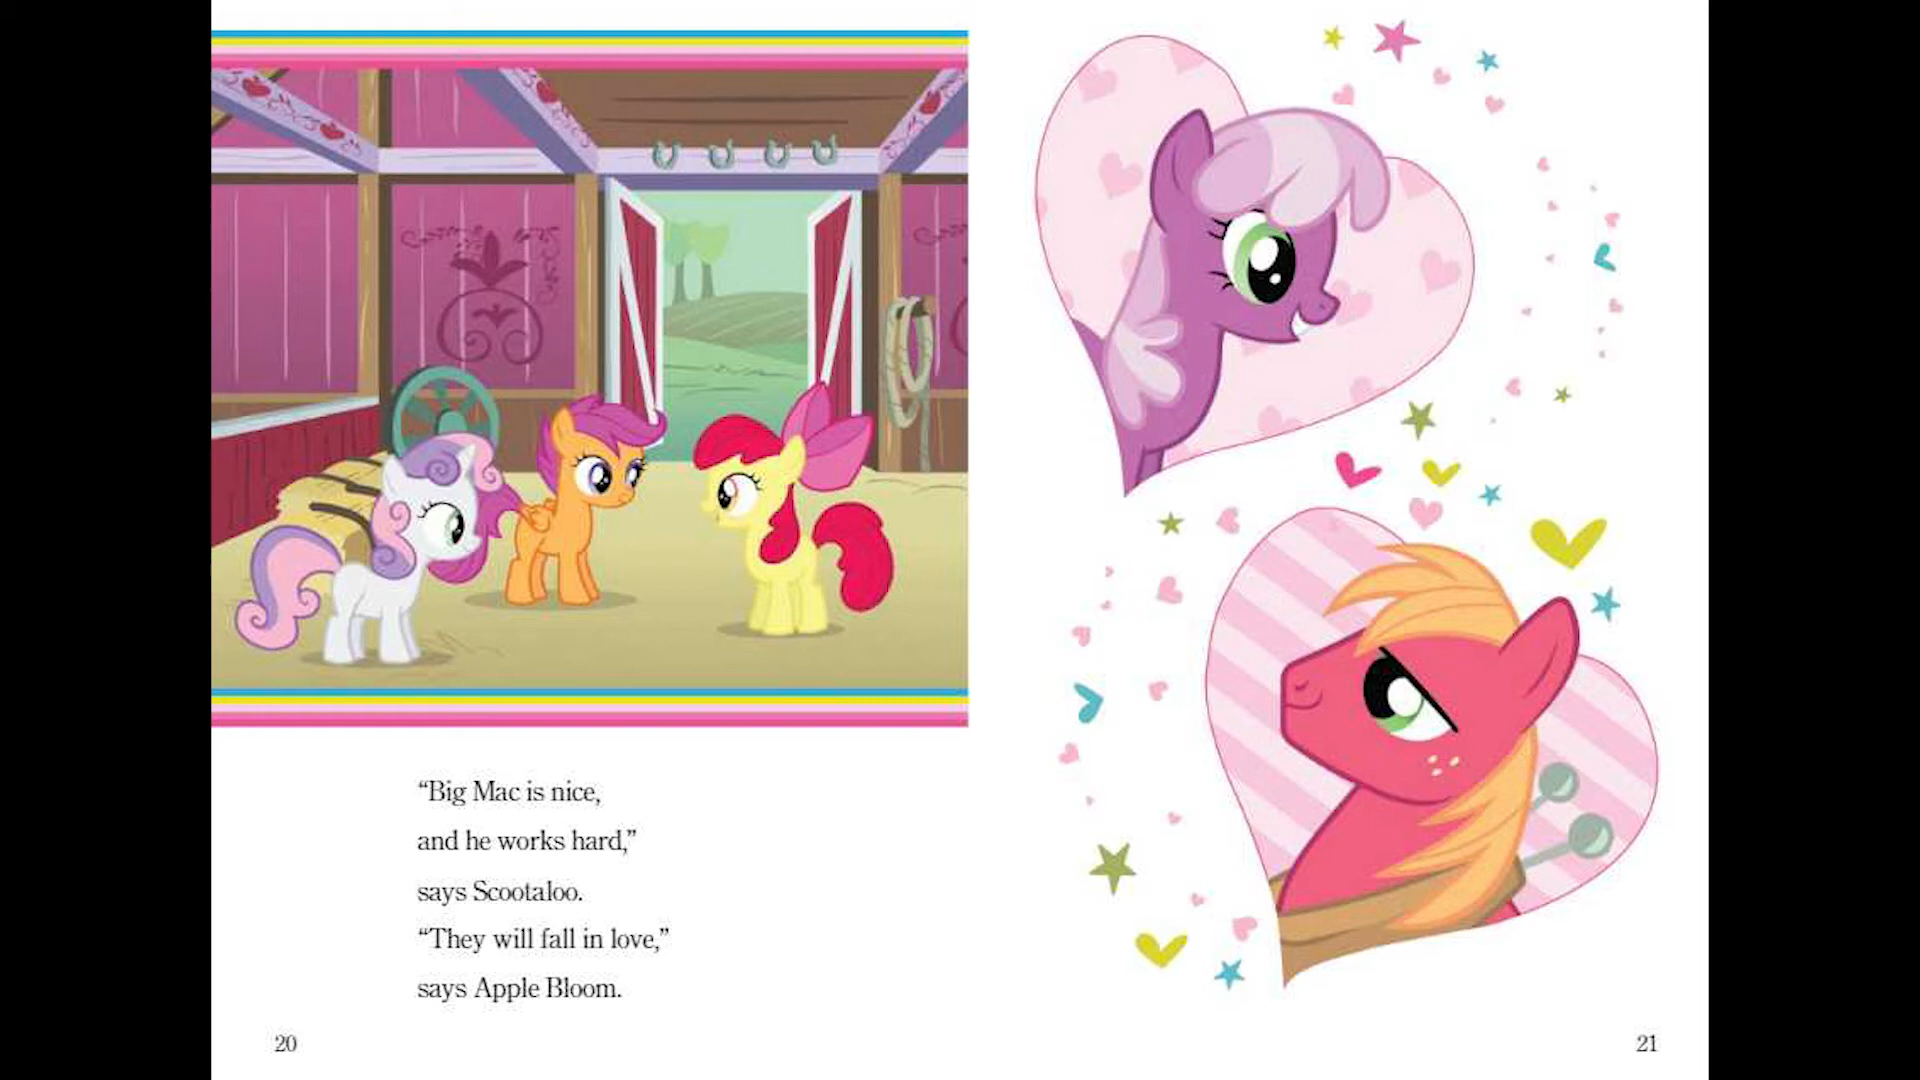 “Big Mac is nice,
and he works hard,”
says Scootaloo.
“They will fall in love,”
says Apple Bloom.
20
21